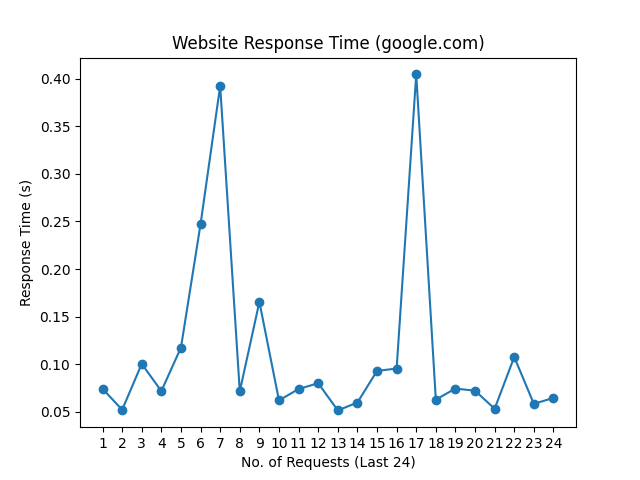 Website Response Time (google.com)
Response Time (s)
0.40
0.35
0.30
0.25
0.20
0.15
0.10
0.05
1 2 3 4 5 6 7 8 9 10 11 12 13 14 15 16 17 18 19 20 21 22 23 24
No. of Requests (Last 24)